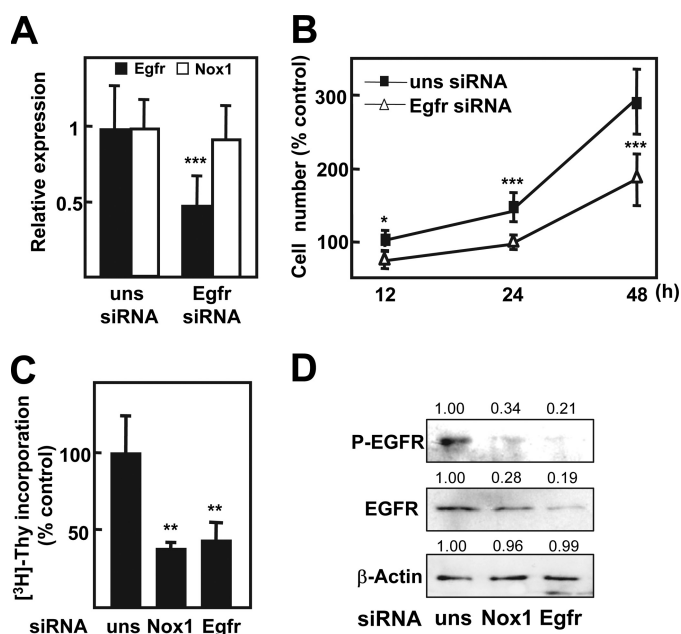 A
Egfr Nox1
Relative expression
1
0.5
***
uns siRNA
Egfr siRNA
B
uns siRNA
Egfr siRNA
Cell number (% control)
300
200
100
*
***
***
12 24 48 (h)
C
[³H]-Thy incorporation
(% control)
100
50
**
**
siRNA uns Nox1 Egfr
D
1.00 0.34 0.21
P-EGFR
1.00 0.28 0.19
EGFR
1.00 0.96 0.99
β-Actin
siRNA uns Nox1 Egfr